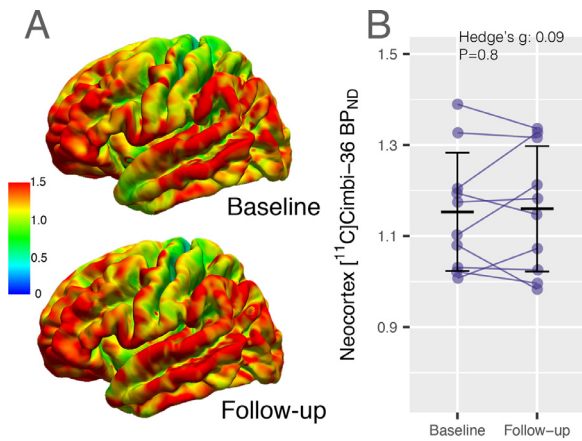 A
Baseline
1.5
1.0
0.5
0
Follow-up
B
Hedge's g: 0.09
P=0.8
Neocortex [¹¹C]Cimbi−36 BP_ND
1.5
1.3
1.1
0.9
Baseline
Follow−up